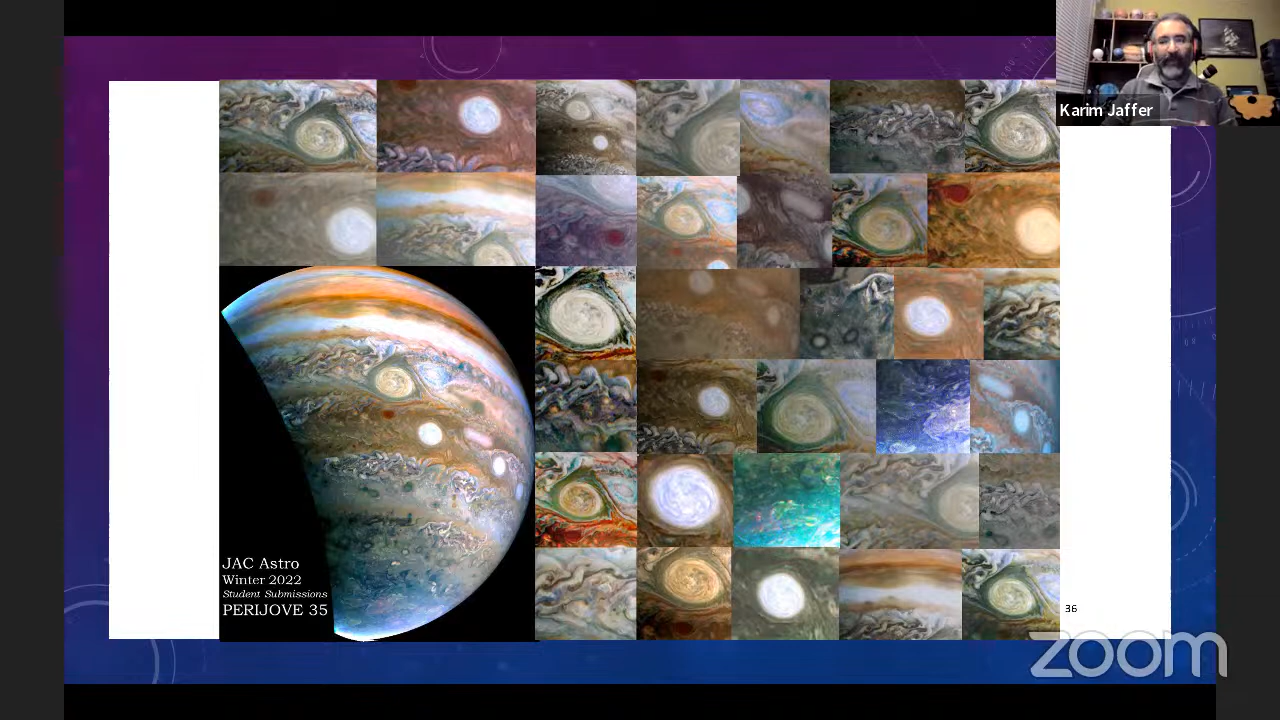 Karim Jaffer
JAC Astro
Winter 2022
Student Submissions
PERIJOVE 35
36
zoom